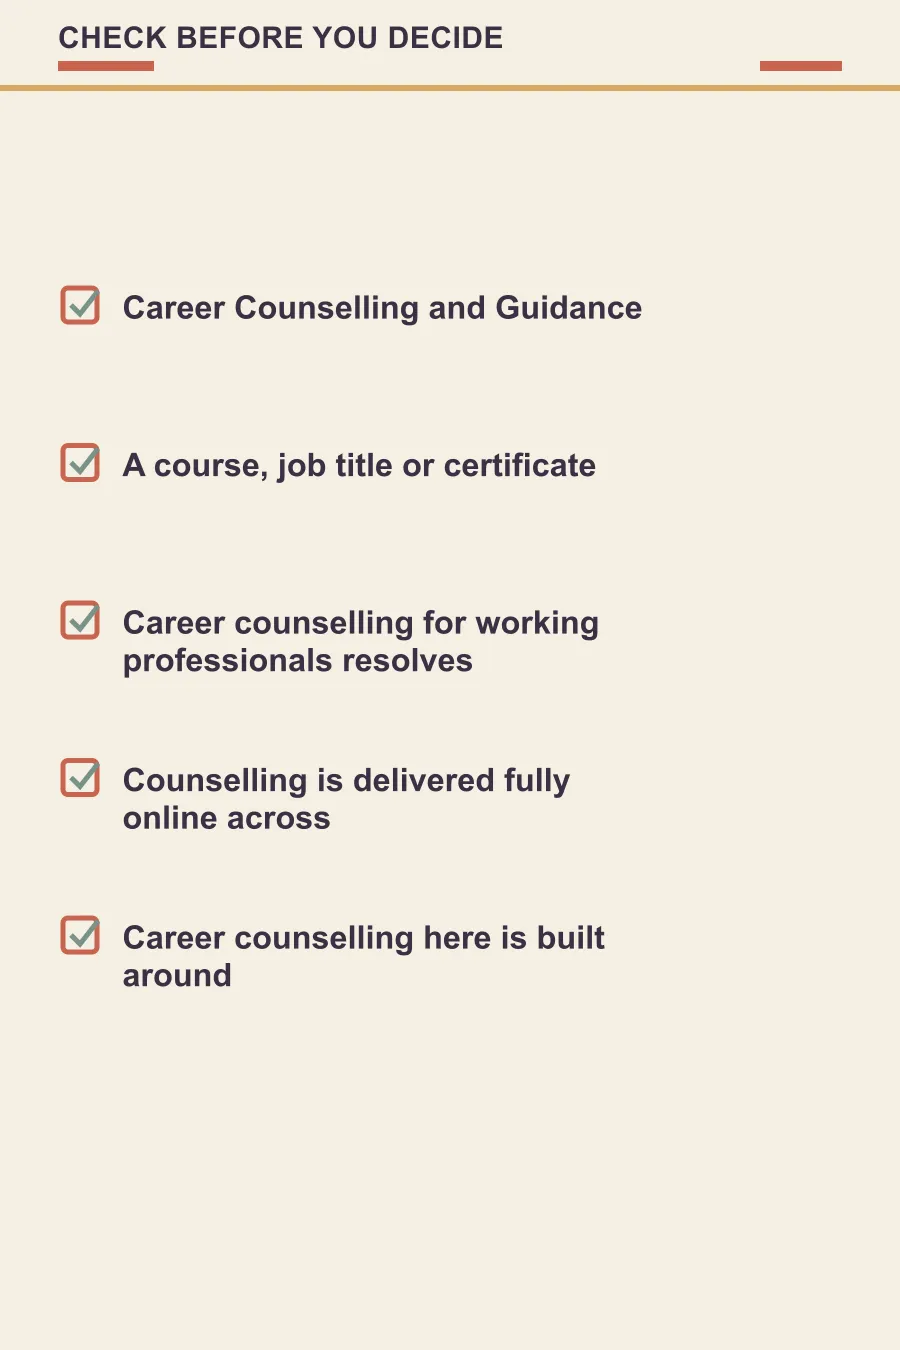 CHECK BEFORE YOU DECIDE
Career Counselling and Guidance
A course, job title or certificate
Career counselling for working
professionals resolves
Counselling is delivered fully
online across
Career counselling here is built
around